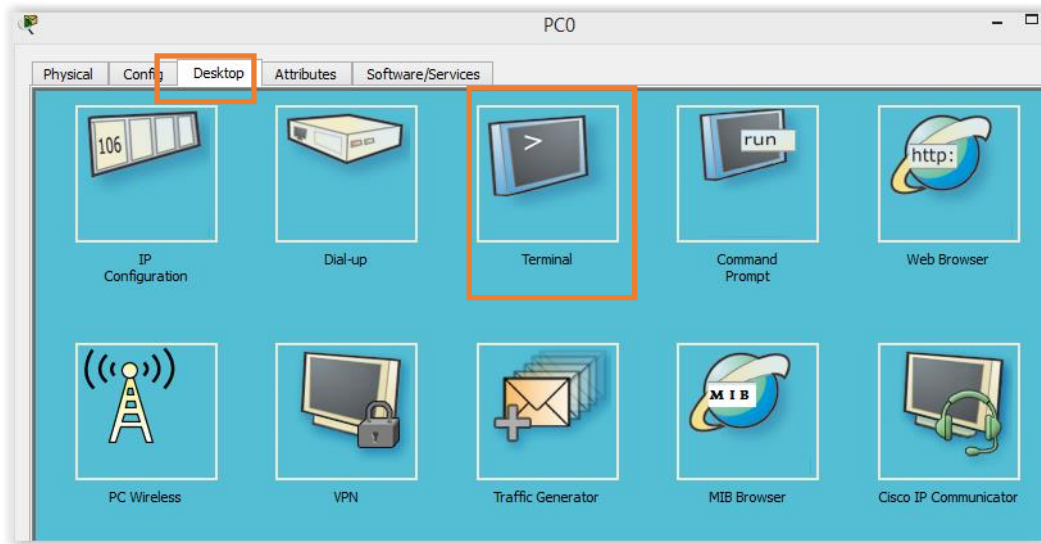 PC0
Physical Config Desktop Attributes Software/Services
106
>
run
http:
IP
Configuration
Dial-up
Terminal
Command
Prompt
Web Browser
MIB
PC Wireless
VPN
Traffic Generator
MIB Browser
Cisco IP Communicator